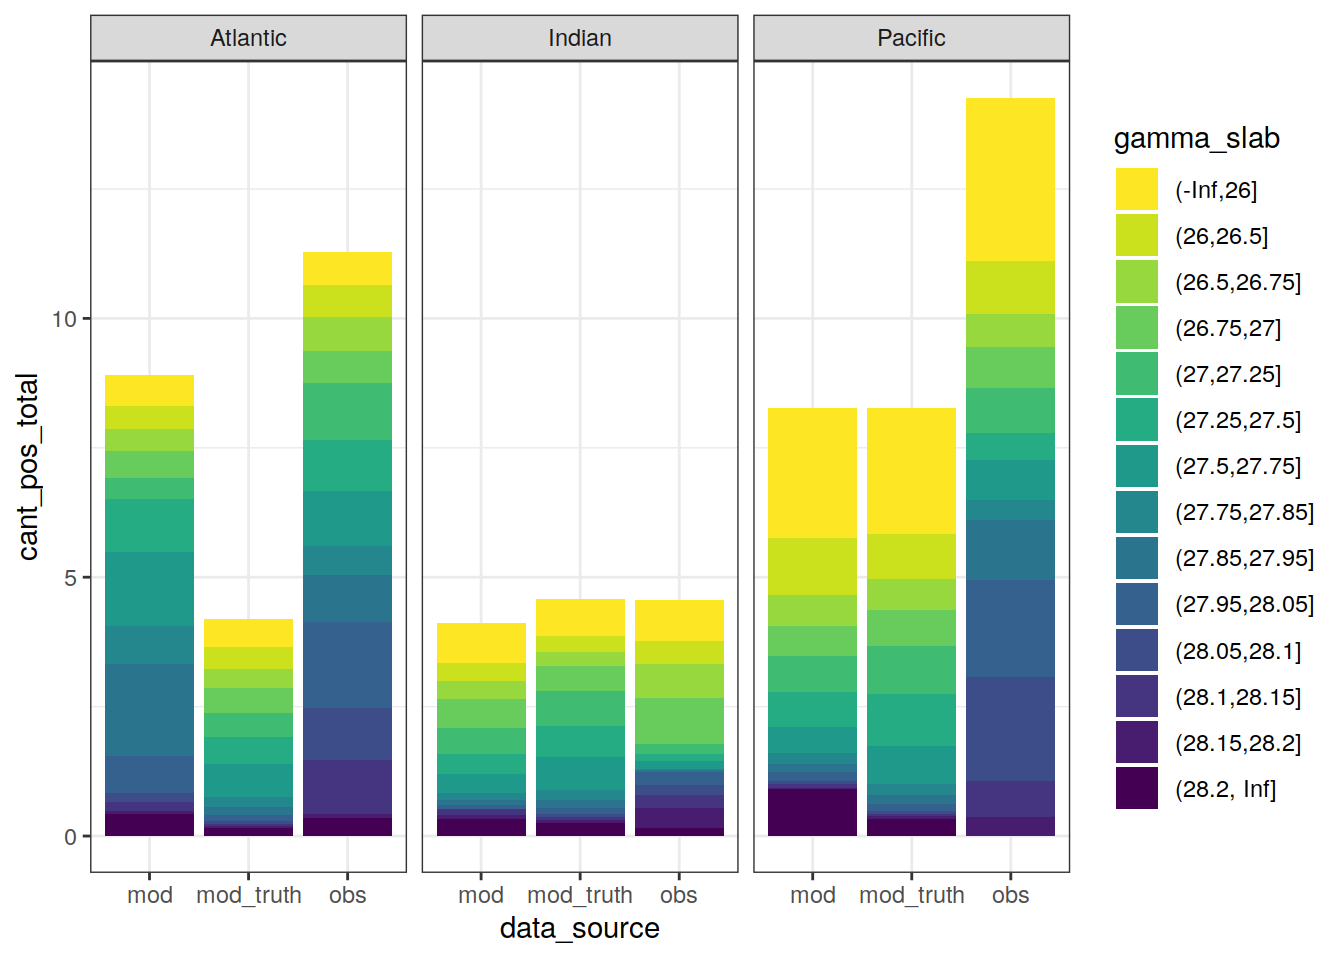 Atlantic Indian Pacific
gamma_slab
(-Inf,26]
(26,26.5]
(26.5,26.75]
(26.75,27]
(27,27.25]
(27.25,27.5]
(27.5,27.75]
(27.75,27.85]
(27.85,27.95]
(27.95,28.05]
(28.05,28.1]
(28.1,28.15]
(28.15,28.2]
(28.2, Inf]
cant_pos_total
10
5
0
mod mod_truth obs mod mod_truth obs mod mod_truth obs
data_source